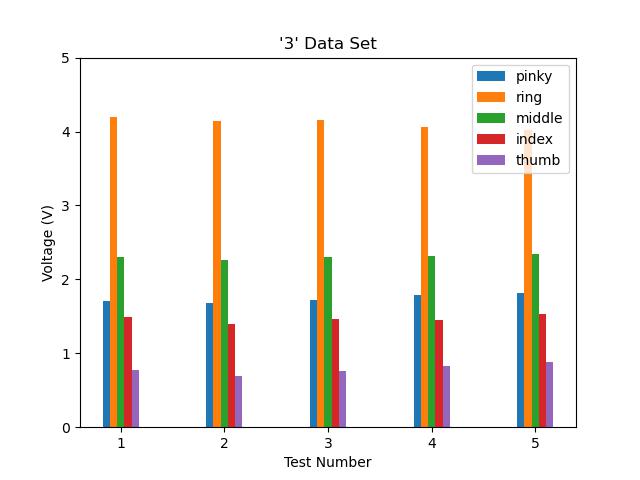 '3' Data Set
5
4
3
2
1
0
Voltage (V)
pinky
ring
middle
index
thumb
1 2 3 4 5
Test Number